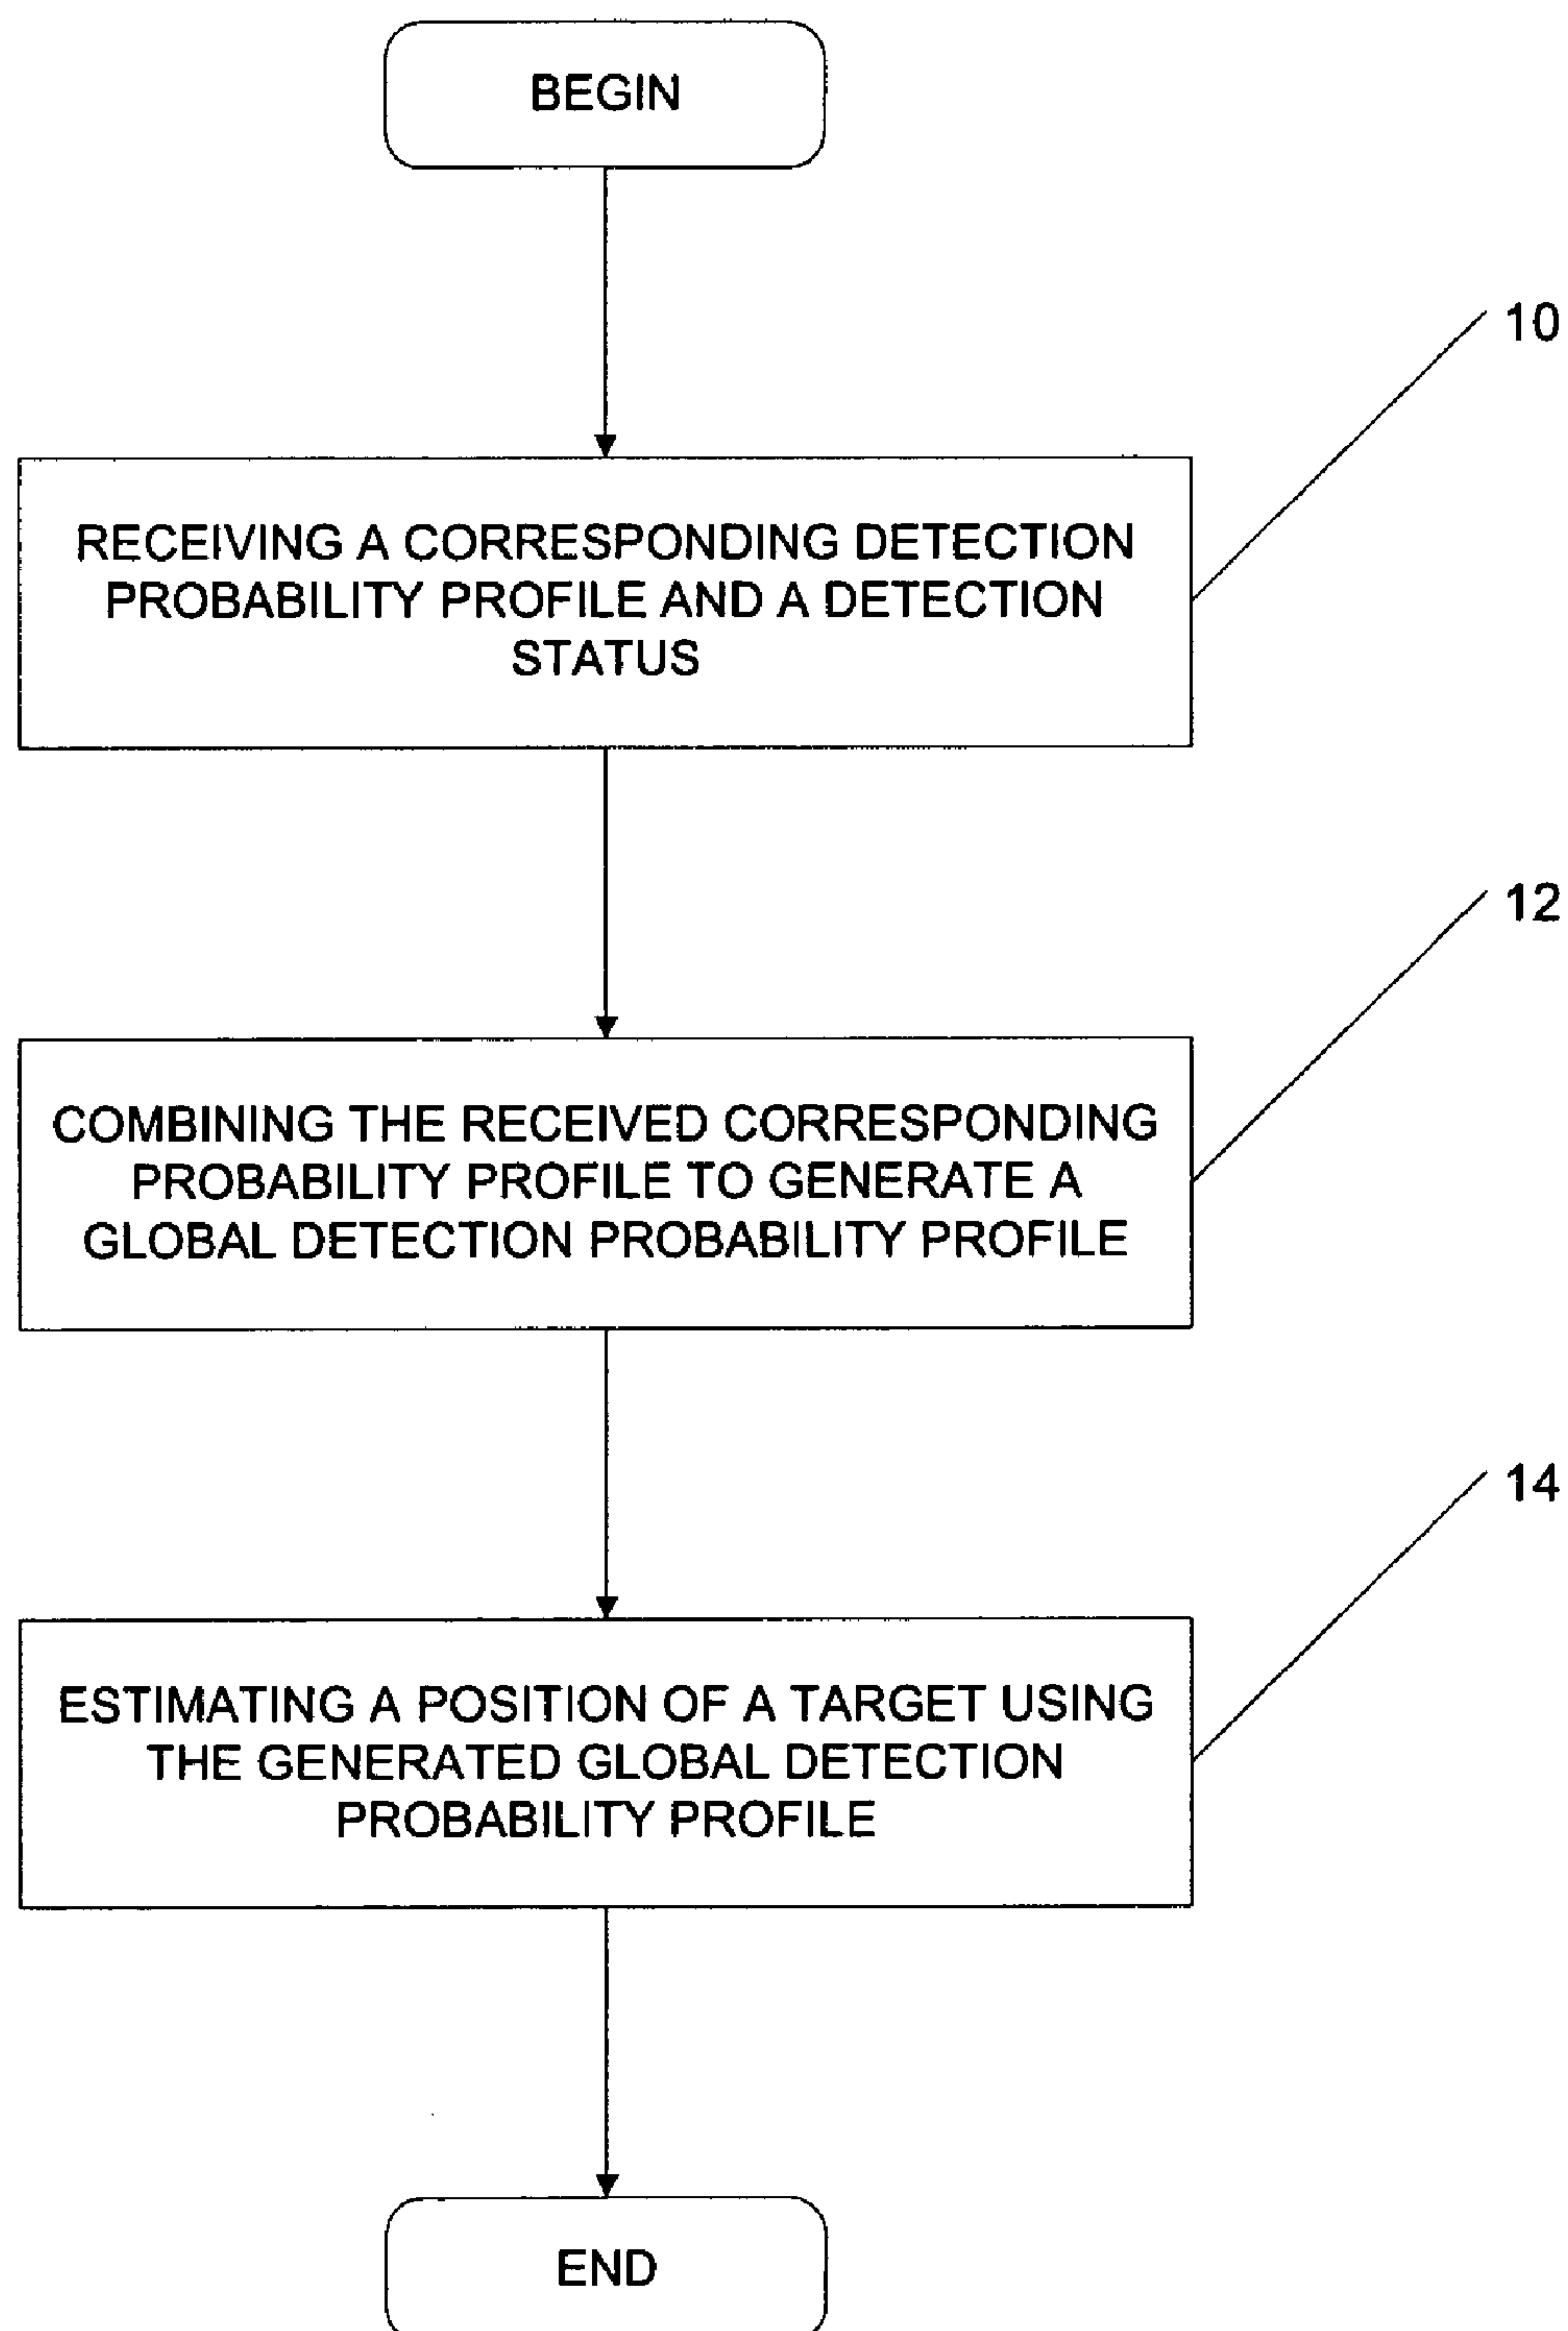 BEGIN
10
RECEIVING A CORRESPONDING DETECTION
PROBABILITY PROFILE AND A DETECTION
STATUS
12
COMBINING THE RECEIVED CORRESPONDING
PROBABILITY PROFILE TO GENERATE A
GLOBAL DETECTION PROBABILITY PROFILE
14
ESTIMATING A POSITION OF A TARGET USING
THE GENERATED GLOBAL DETECTION
PROBABILITY PROFILE
END